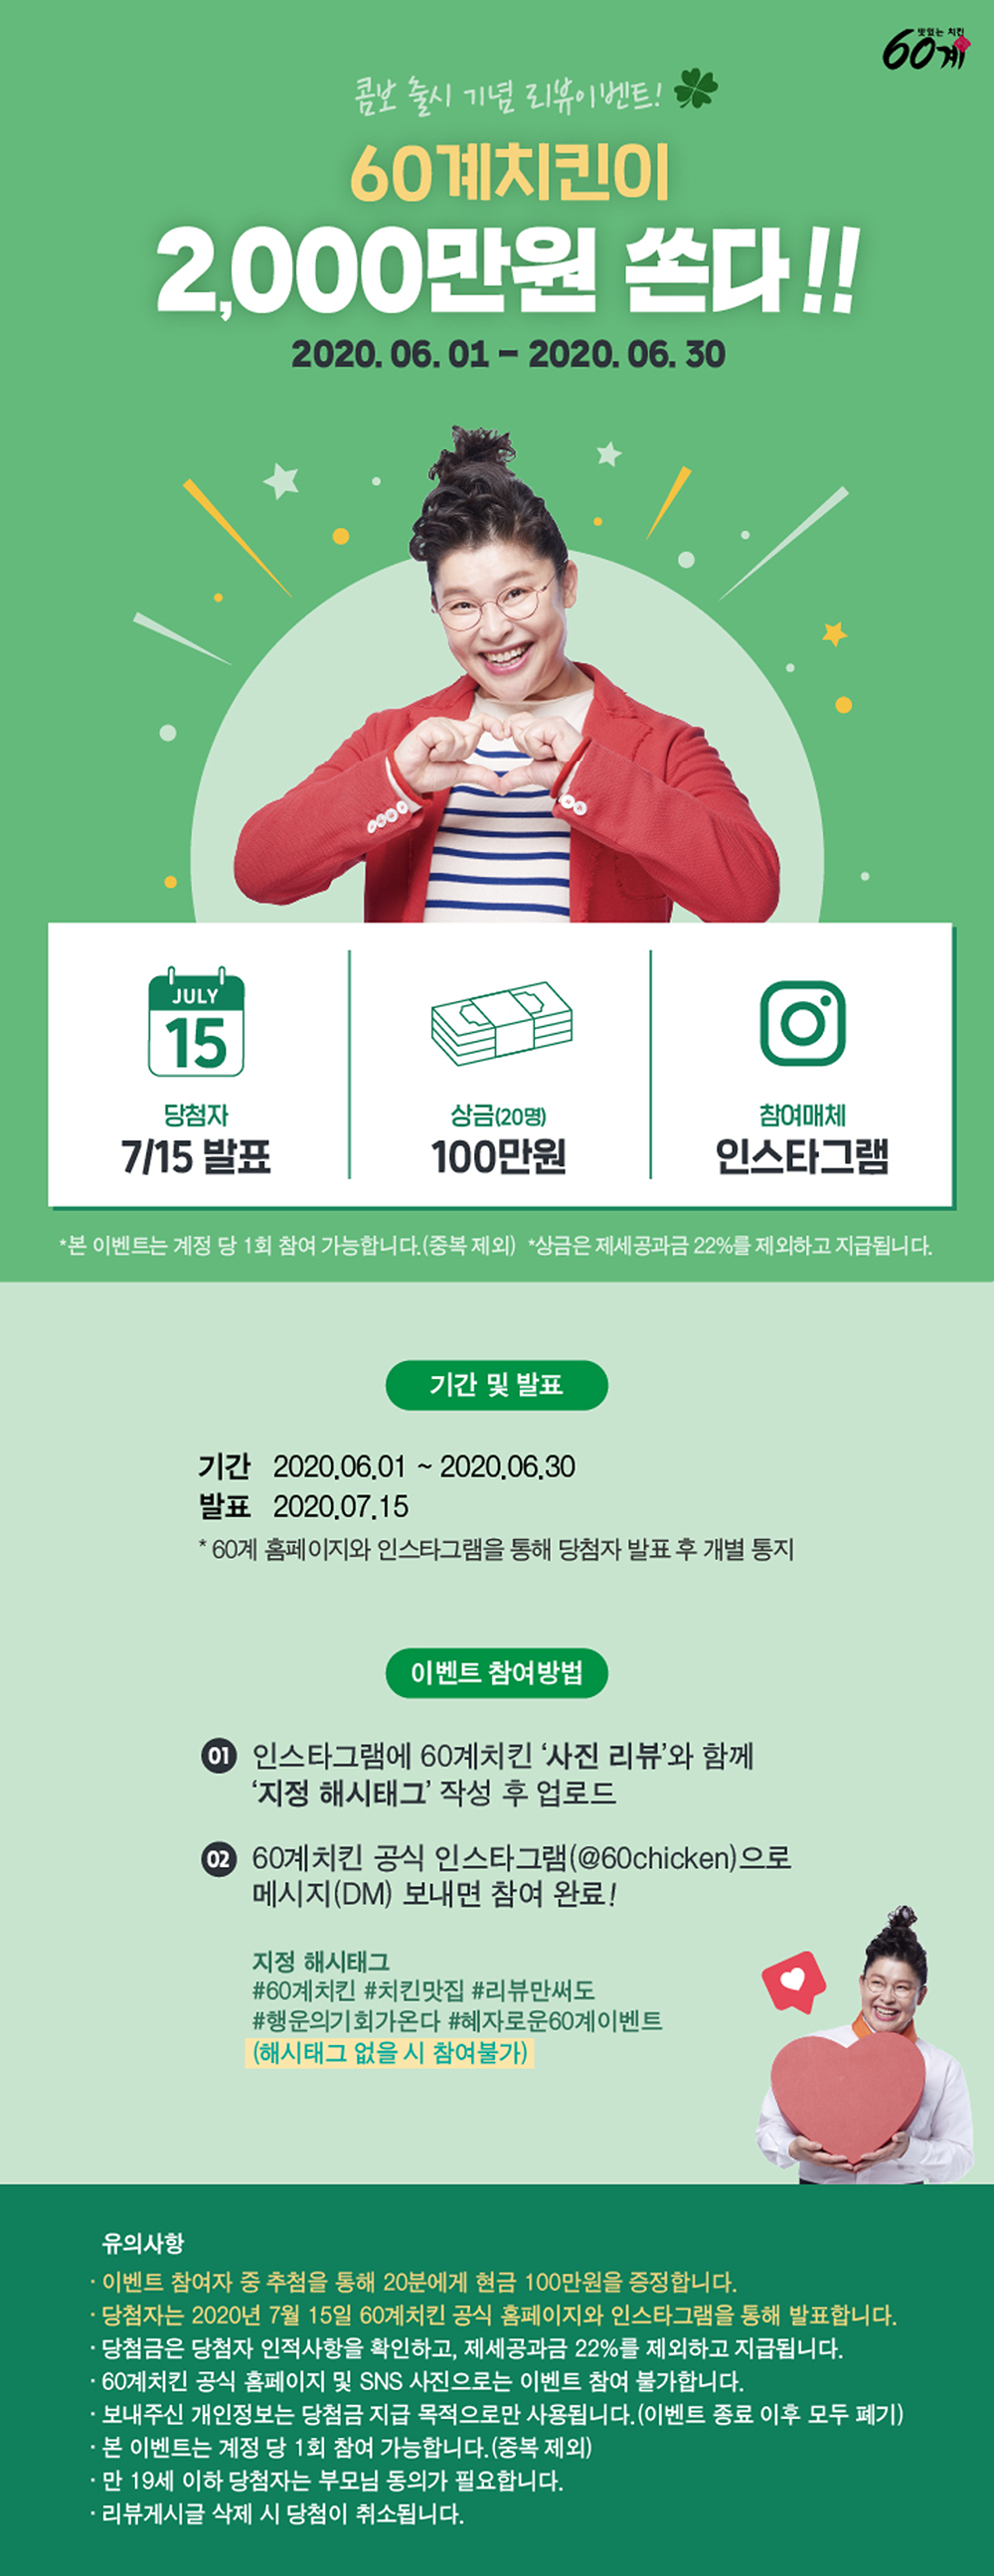 맛있는 치킨
60계
콤보 출시 기념 리뷰이벤트!
60계치킨이
2,000만원 쏜다!!
2020. 06. 01 - 2020. 06. 30
JULY
15
당첨자
7/15 발표
상금(20명)
100만원
참여매체
인스타그램
*본 이벤트는 계정 당 1회 참여 가능합니다.(중복 제외) *상금은 제세공과금 22%를 제외하고 지급됩니다.
기간 및 발표
기간 2020.06.01 ~ 2020.06.30
발표 2020.07.15
* 60계 홈페이지와 인스타그램을 통해 당첨자 발표 후 개별 통지
이벤트 참여방법
01 인스타그램에 60계치킨 ‘사진 리뷰’와 함께
‘지정 해시태그’ 작성 후 업로드
02 60계치킨 공식 인스타그램(@60chicken)으로
메시지(DM) 보내면 참여 완료!
지정 해시태그
#60계치킨 #치킨맛집 #리뷰만써도
#행운의기회가온다 #혜자로운60계이벤트
(해시태그 없을 시 참여불가)
유의사항
· 이벤트 참여자 중 추첨을 통해 20분에게 현금 100만원을 증정합니다.
· 당첨자는 2020년 7월 15일 60계치킨 공식 홈페이지와 인스타그램을 통해 발표합니다.
· 당첨금은 당첨자 인적사항을 확인하고, 제세공과금 22%를 제외하고 지급됩니다.
· 60계치킨 공식 홈페이지 및 SNS 사진으로는 이벤트 참여 불가합니다.
· 보내주신 개인정보는 당첨금 지급 목적으로만 사용됩니다.(이벤트 종료 이후 모두 폐기)
· 본 이벤트는 계정 당 1회 참여 가능합니다.(중복 제외)
· 만 19세 이하 당첨자는 부모님 동의가 필요합니다.
· 리뷰게시글 삭제 시 당첨이 취소됩니다.